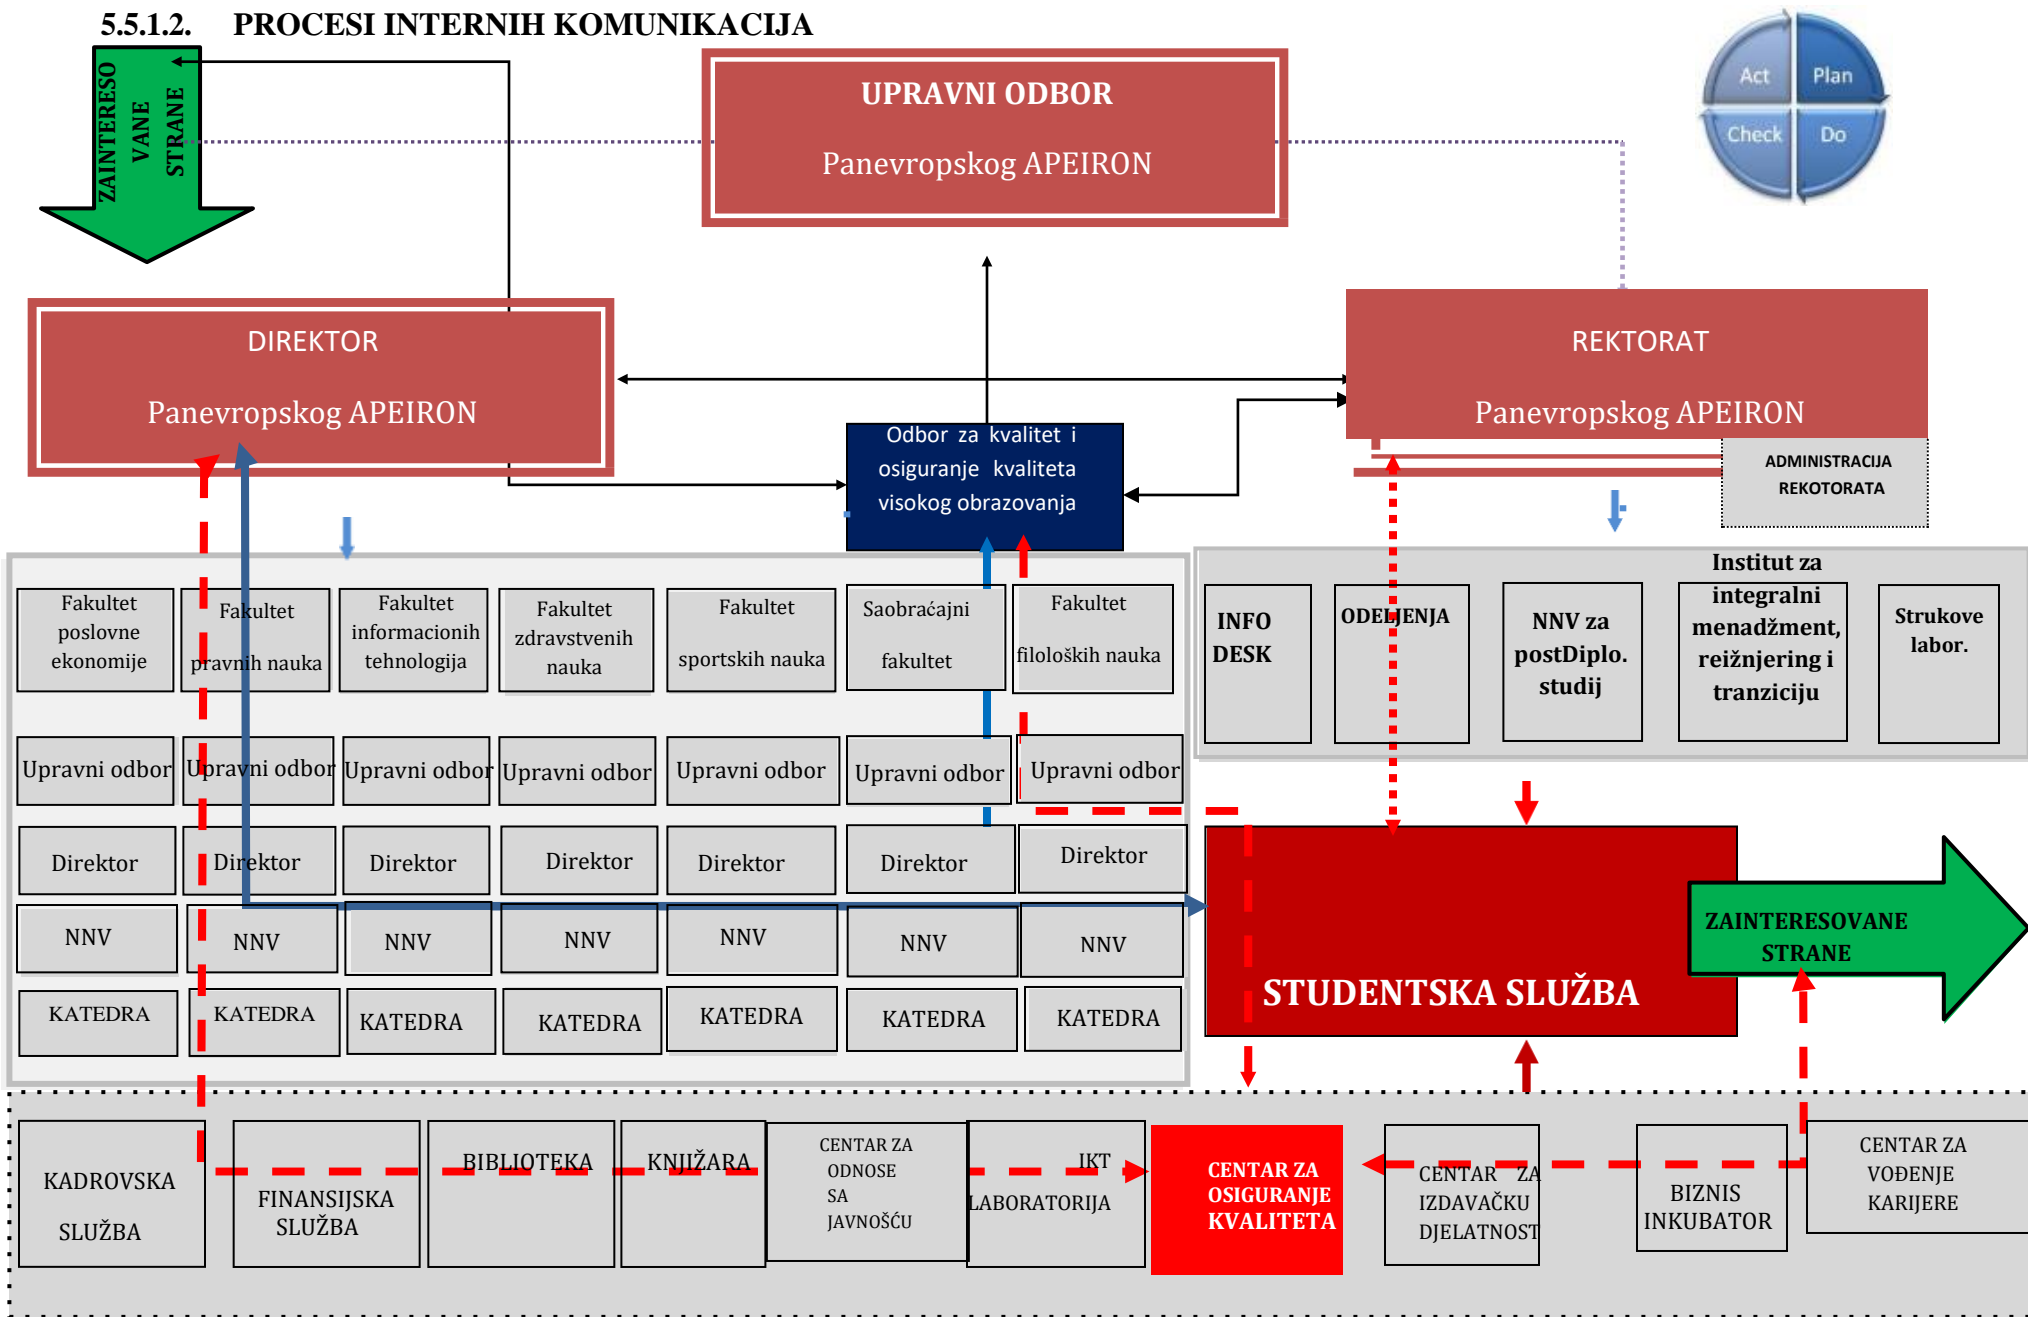 5.5.1.2. PROCESI INTERNIH KOMUNIKACIJA
ZAINTERESO
VANE
STRANE
UPRAVNI ODBOR
Panevropskog APEIRON
Act
Plan
Check
Do
DIREKTOR
Panevropskog APEIRON
REKTORAT
Panevropskog APEIRON
ADMINISTRACIJA
REKOTORATA
Odbor za kvalitet i
osiguranje kvaliteta
visokog obrazovanja
Fakultet
poslovne
ekonomije
Fakultet
pravnih nauka
Fakultet
informacionih
tehnologija
Fakultet
zdravstvenih
nauka
Fakultet
sportskih nauka
Saobraćajni
fakultet
Fakultet
filoloških nauka
INFO
DESK
ODELJENJA
NNV za
postDiplo.
studij
Institut za
integralni
menadžment,
reižnjering i
tranziciju
Strukove
labor.
Upravni odbor
Upravni odbor
Upravni odbor
Upravni odbor
Upravni odbor
Upravni odbor
Upravni odbor
Direktor
Direktor
Direktor
Direktor
Direktor
Direktor
Direktor
NNV
NNV
NNV
NNV
NNV
NNV
NNV
KATEDRA
KATEDRA
KATEDRA
KATEDRA
KATEDRA
KATEDRA
KATEDRA
STUDENTSKA SLUŽBA
ZAINTERESOVANE
STRANE
KADROVSKA
SLUŽBA
FINANSIJSKA
SLUŽBA
BIBLIOTEKA
KNJIŽARA
CENTAR ZA
ODNOSE
SA
JAVNOŠĆU
IKT
LABORATORIJA
CENTAR ZA
OSIGURANJE
KVALITETA
CENTAR ZA
IZDAVAČKU
DJELATNOST
BIZNIS
INKUBATOR
CENTAR ZA
VOĐENJE
KARIJERE